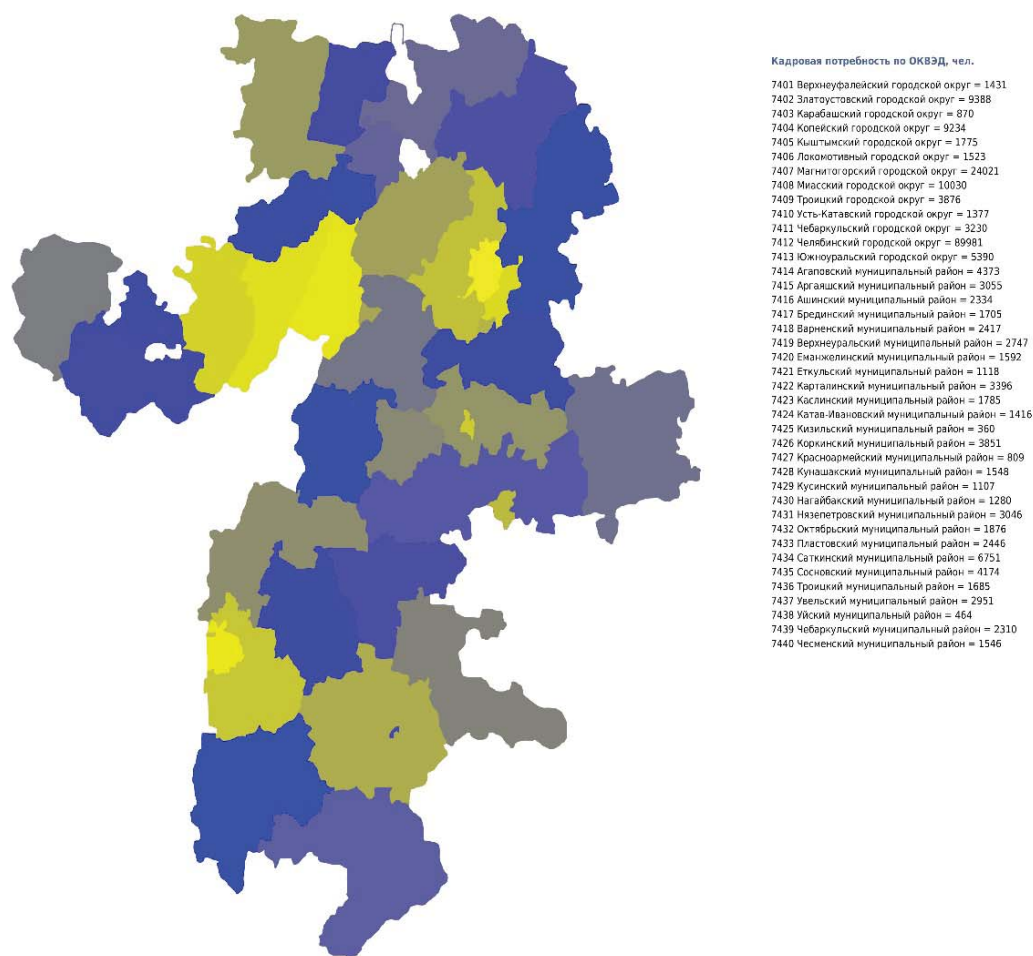 Кадровая потребность по ОКВЭД, чел.
7401 Верхнеуфалейский городской округ = 1431
7402 Златоустовский городской округ = 9388
7403 Карабашский городской округ = 870
7404 Копейский городской округ = 9234
7405 Кыштымский городской округ = 1775
7406 Локомотивный городской округ = 1523
7407 Магнитогорский городской округ = 24021
7408 Миасский городской округ = 10030
7409 Троицкий городской округ = 3876
7410 Усть-Катавский городской округ = 1377
7411 Чебаркульский городской округ = 3230
7412 Челябинский городской округ = 89981
7413 Южноуральский городской округ = 5390
7414 Агаповский муниципальный район = 4373
7415 Аргаяшский муниципальный район = 3055
7416 Ашинский муниципальный район = 2334
7417 Брединский муниципальный район = 1705
7418 Варненский муниципальный район = 2417
7419 Верхнеуральский муниципальный район = 2747
7420 Еманжелинский муниципальный район = 1592
7421 Еткульский муниципальный район = 1118
7422 Карталинский муниципальный район = 3396
7423 Каслинский муниципальный район = 1785
7424 Катав-Ивановский муниципальный район = 1416
7425 Кизильский муниципальный район = 360
7426 Коркинский муниципальный район = 3851
7427 Красноармейский муниципальный район = 809
7428 Кунашакский муниципальный район = 1548
7429 Кусинский муниципальный район = 1107
7430 Нагайбакский муниципальный район = 1280
7431 Нязепетровский муниципальный район = 3046
7432 Октябрьский муниципальный район = 1876
7433 Пластовский муниципальный район = 2446
7434 Саткинский муниципальный район = 6751
7435 Сосновский муниципальный район = 4174
7436 Троицкий муниципальный район = 1685
7437 Увельский муниципальный район = 2951
7438 Уйский муниципальный район = 464
7439 Чебаркульский муниципальный район = 2310
7440 Чесменский муниципальный район = 1546